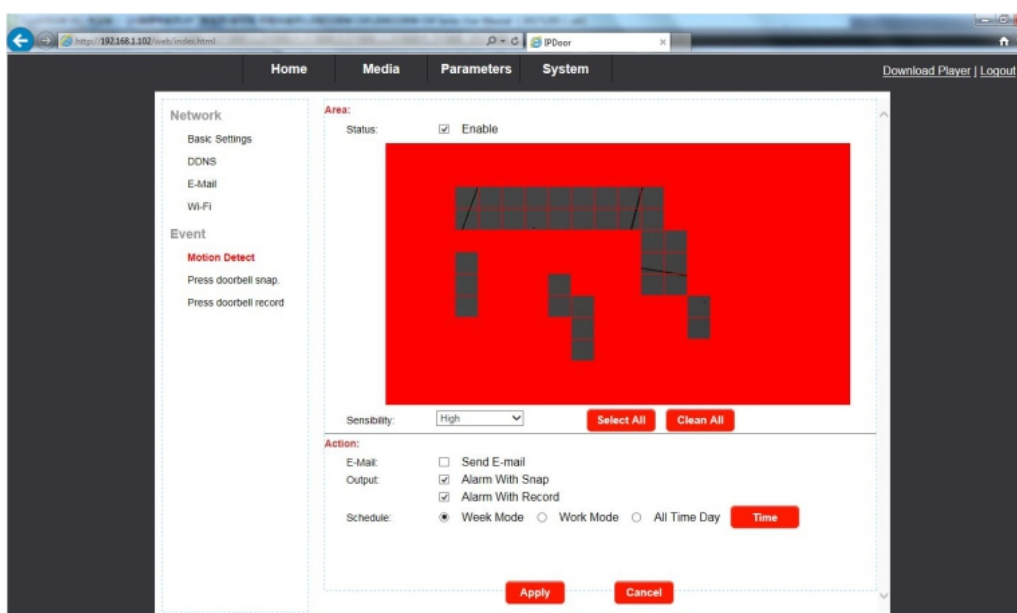 http://192.168.1.102/web/index.html
IPDoor
Home Media Parameters System
Download Player | Logout
Network
Basic Settings
DDNS
E-Mail
Wi-Fi
Event
Motion Detect
Press doorbell snap.
Press doorbell record
Area:
Status: Enable
Sensibility: High Select All Clean All
Action:
E-Mail: Send E-mail
Output: Alarm With Snap
Alarm With Record
Schedule: Week Mode Work Mode All Time Day Time
Apply Cancel